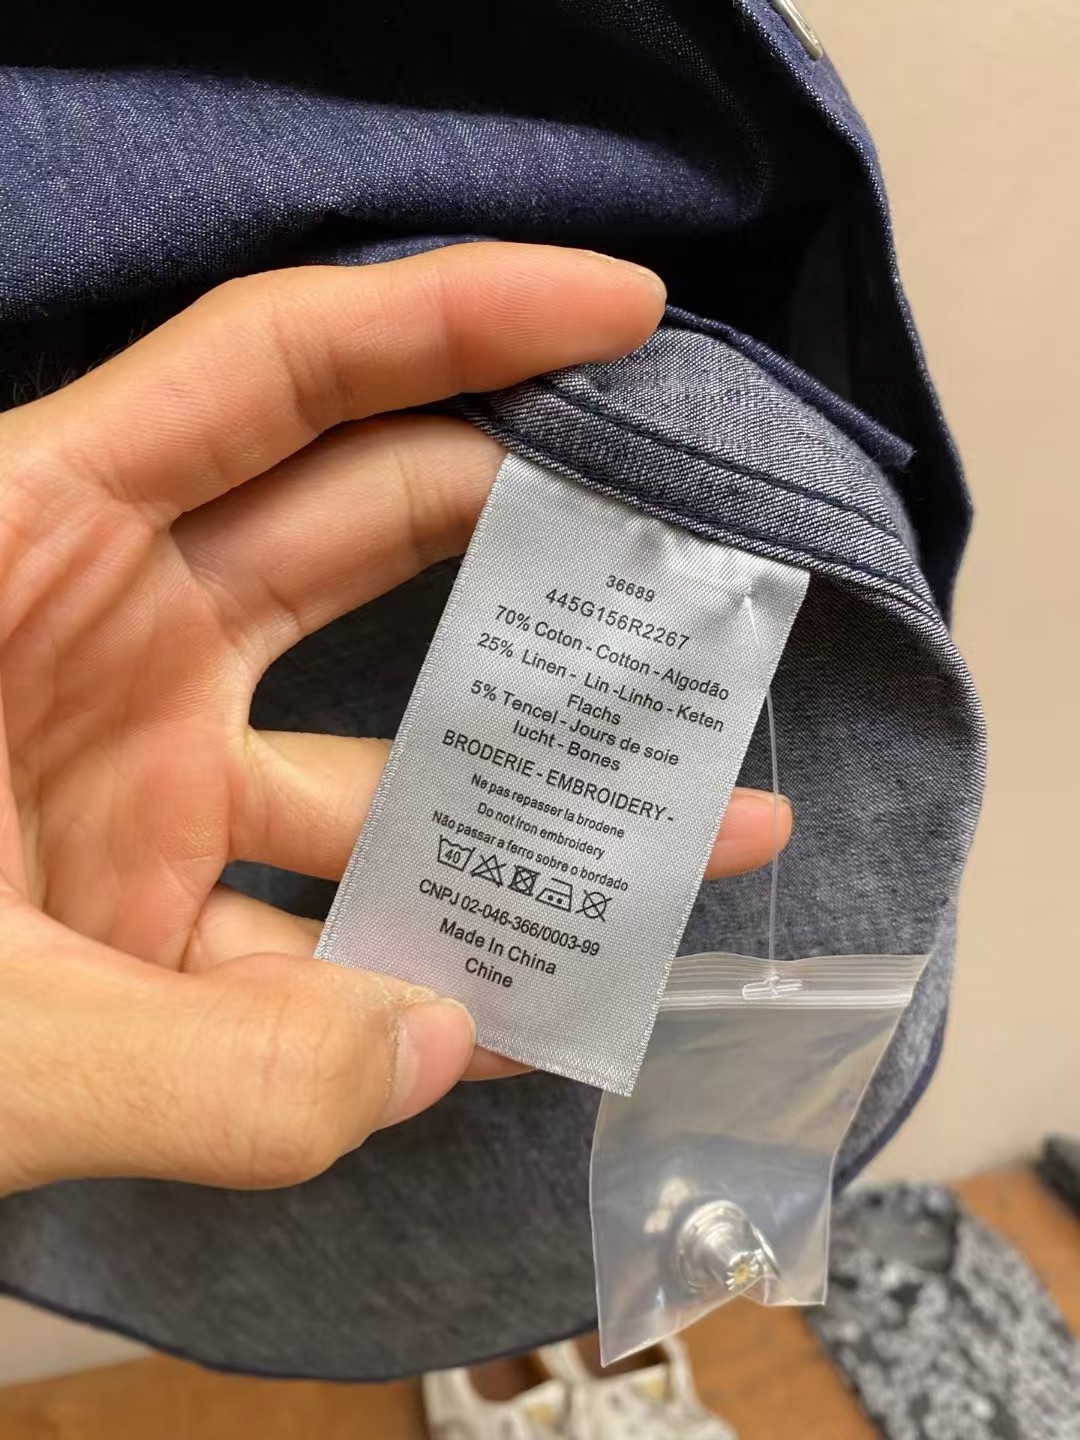 36689
445G156R2267
70% Coton - Cotton - Algodão
25% Linen - Lin -Linho - Keten
Flachs
5% Tencel - Jours de soie
lucht - Bones
BRODERIE - EMBROIDERY -
Ne pas repasser la brodene
Do not Iron embroidery
Não passar a ferro sobre o bordado
40
CNPJ 02-046-366/0003-99
Made In China
Chine